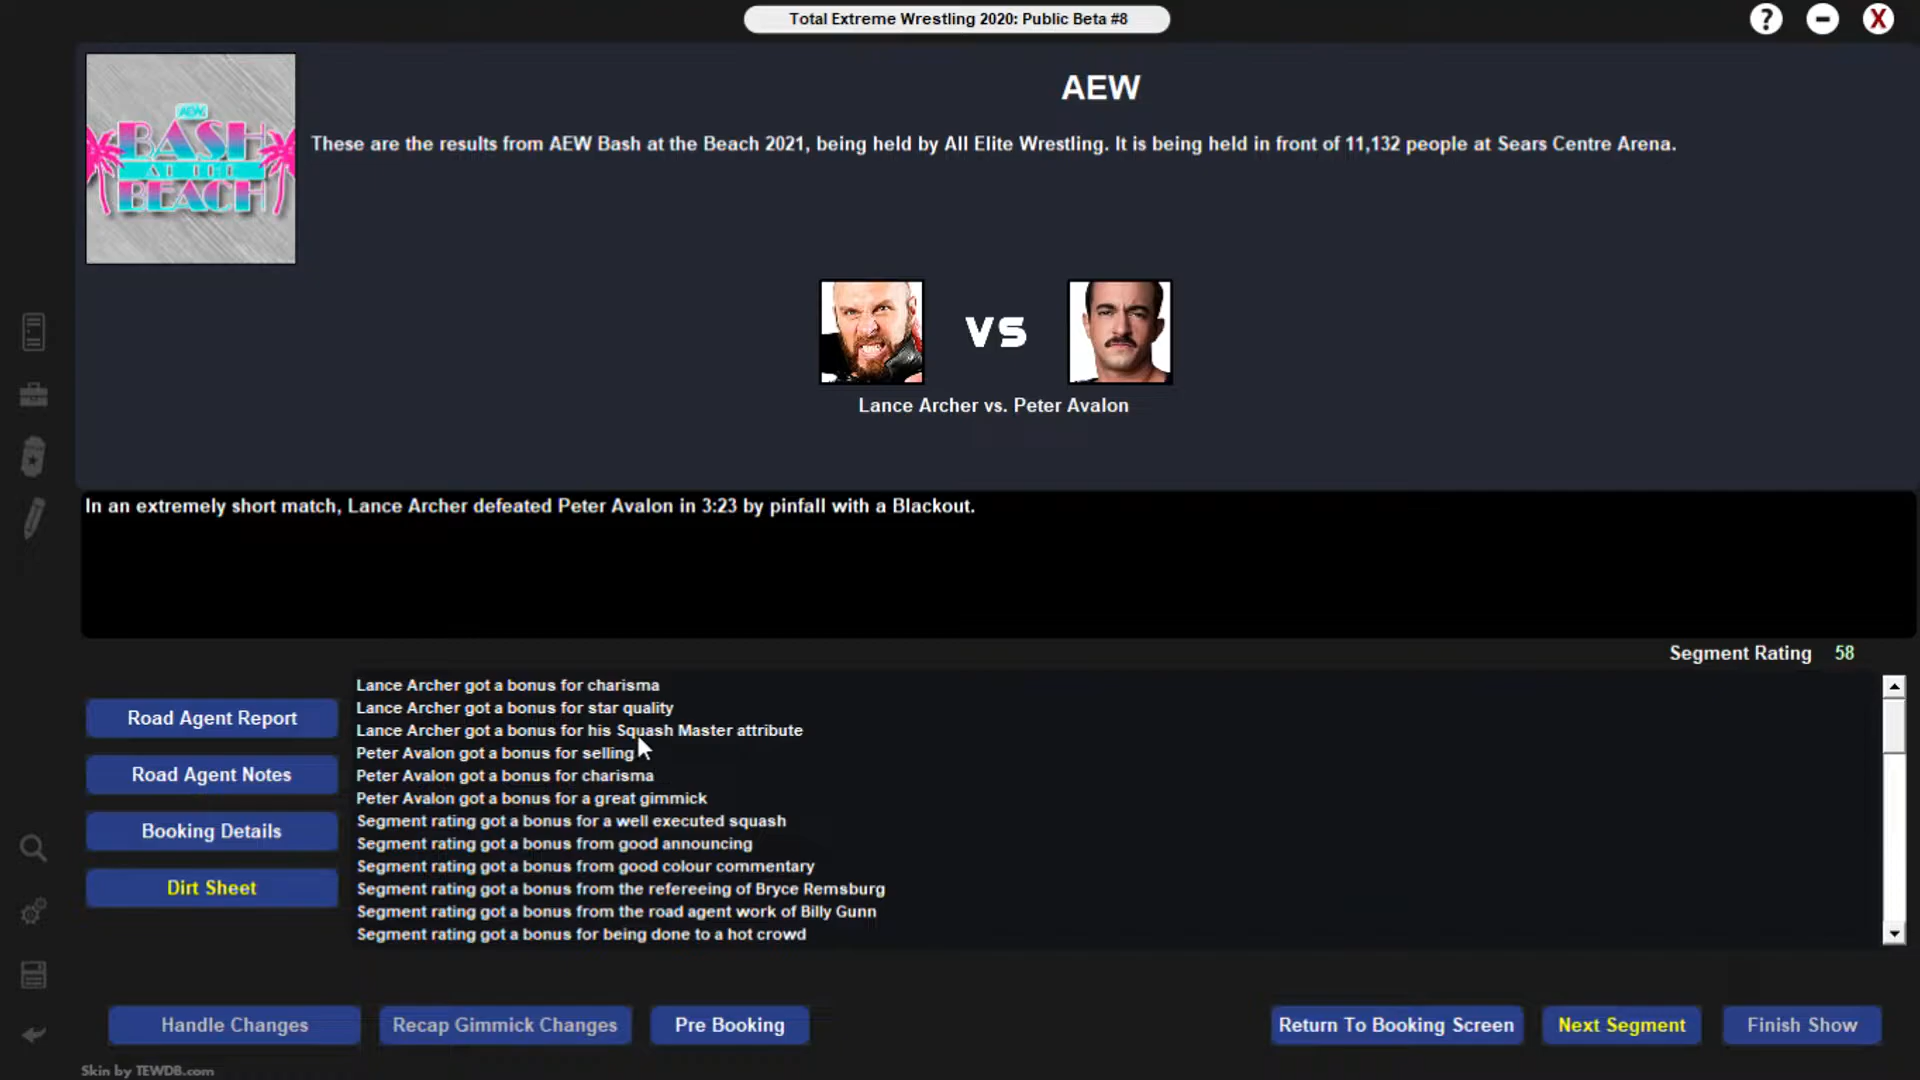 Total Extreme Wrestling 2020: Public Beta #8
?
X
AEW
BASH
AT THE
BEACH
AEW
These are the results from AEW Bash at the Beach 2021, being held by All Elite Wrestling. It is being held in front of 11,132 people at Sears Centre Arena.
VS
Lance Archer vs. Peter Avalon
In an extremely short match, Lance Archer defeated Peter Avalon in 3:23 by pinfall with a Blackout.
Segment Rating 58
Road Agent Report
Road Agent Notes
Booking Details
Dirt Sheet
Lance Archer got a bonus for charisma
Lance Archer got a bonus for star quality
Lance Archer got a bonus for his Squash Master attribute
Peter Avalon got a bonus for selling
Peter Avalon got a bonus for charisma
Peter Avalon got a bonus for a great gimmick
Segment rating got a bonus for a well executed squash
Segment rating got a bonus from good announcing
Segment rating got a bonus from good colour commentary
Segment rating got a bonus from the refereeing of Bryce Remsburg
Segment rating got a bonus from the road agent work of Billy Gunn
Segment rating got a bonus for being done to a hot crowd
Handle Changes
Recap Gimmick Changes
Pre Booking
Return To Booking Screen
Next Segment
Finish Show
Skin by TEWDB.com